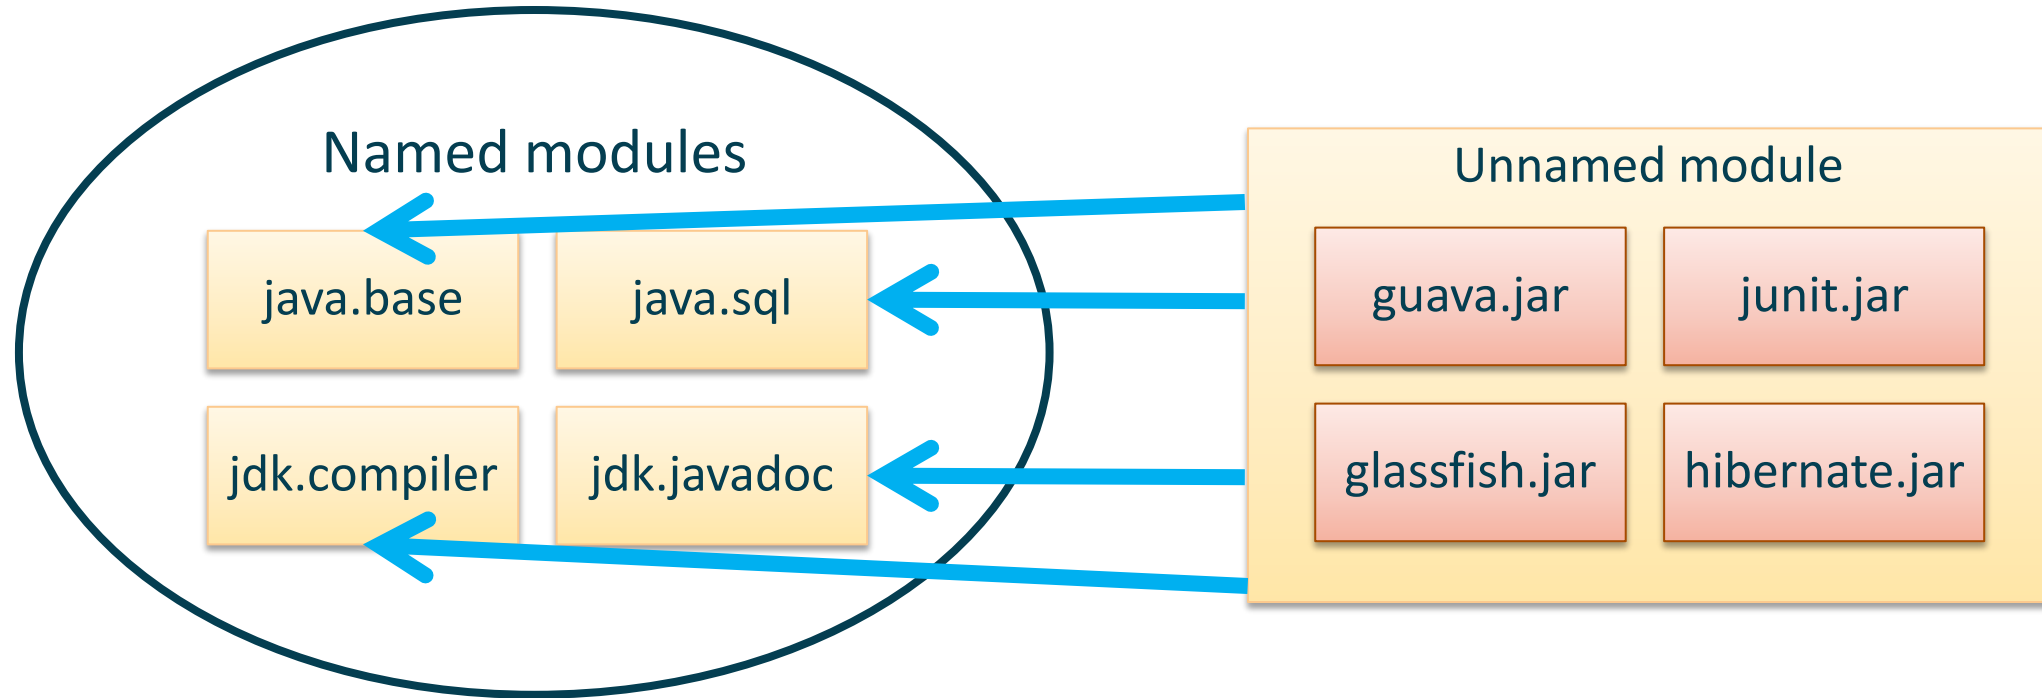 Named modules
java.base
java.sql
jdk.compiler
jdk.javadoc
Unnamed module
guava.jar
junit.jar
glassfish.jar
hibernate.jar